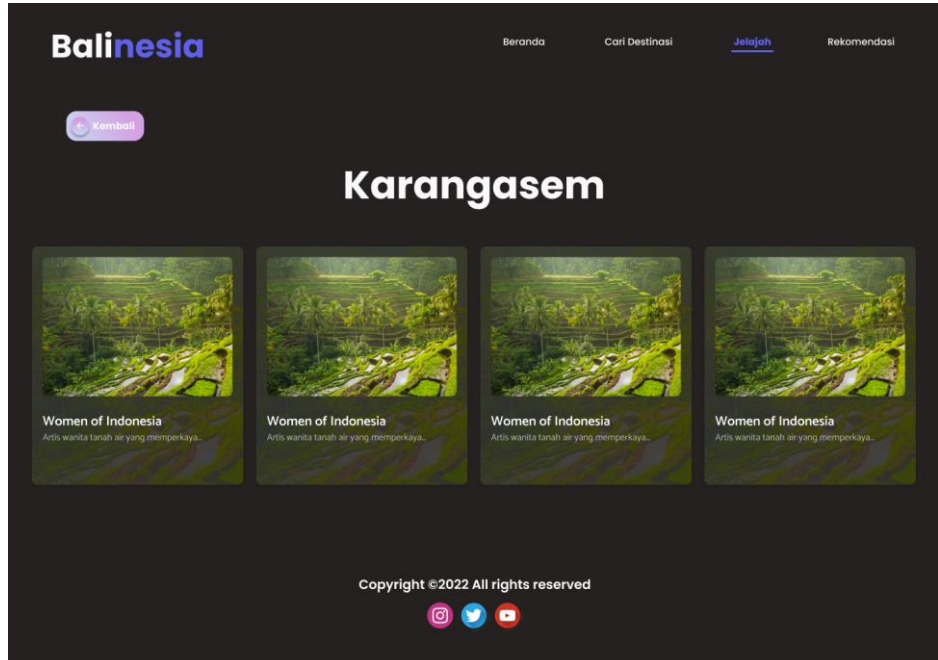 Balinesia
Beranda Cari Destinasi Jelajah Rekomendasi
Kembali
Karangasem
Women of Indonesia
Artis wanita tanah air yang memperkaya..
Women of Indonesia
Artis wanita tanah air yang memperkaya..
Women of Indonesia
Artis wanita tanah air yang memperkaya..
Women of Indonesia
Artis wanita tanah air yang memperkaya..
Copyright ©2022 All rights reserved